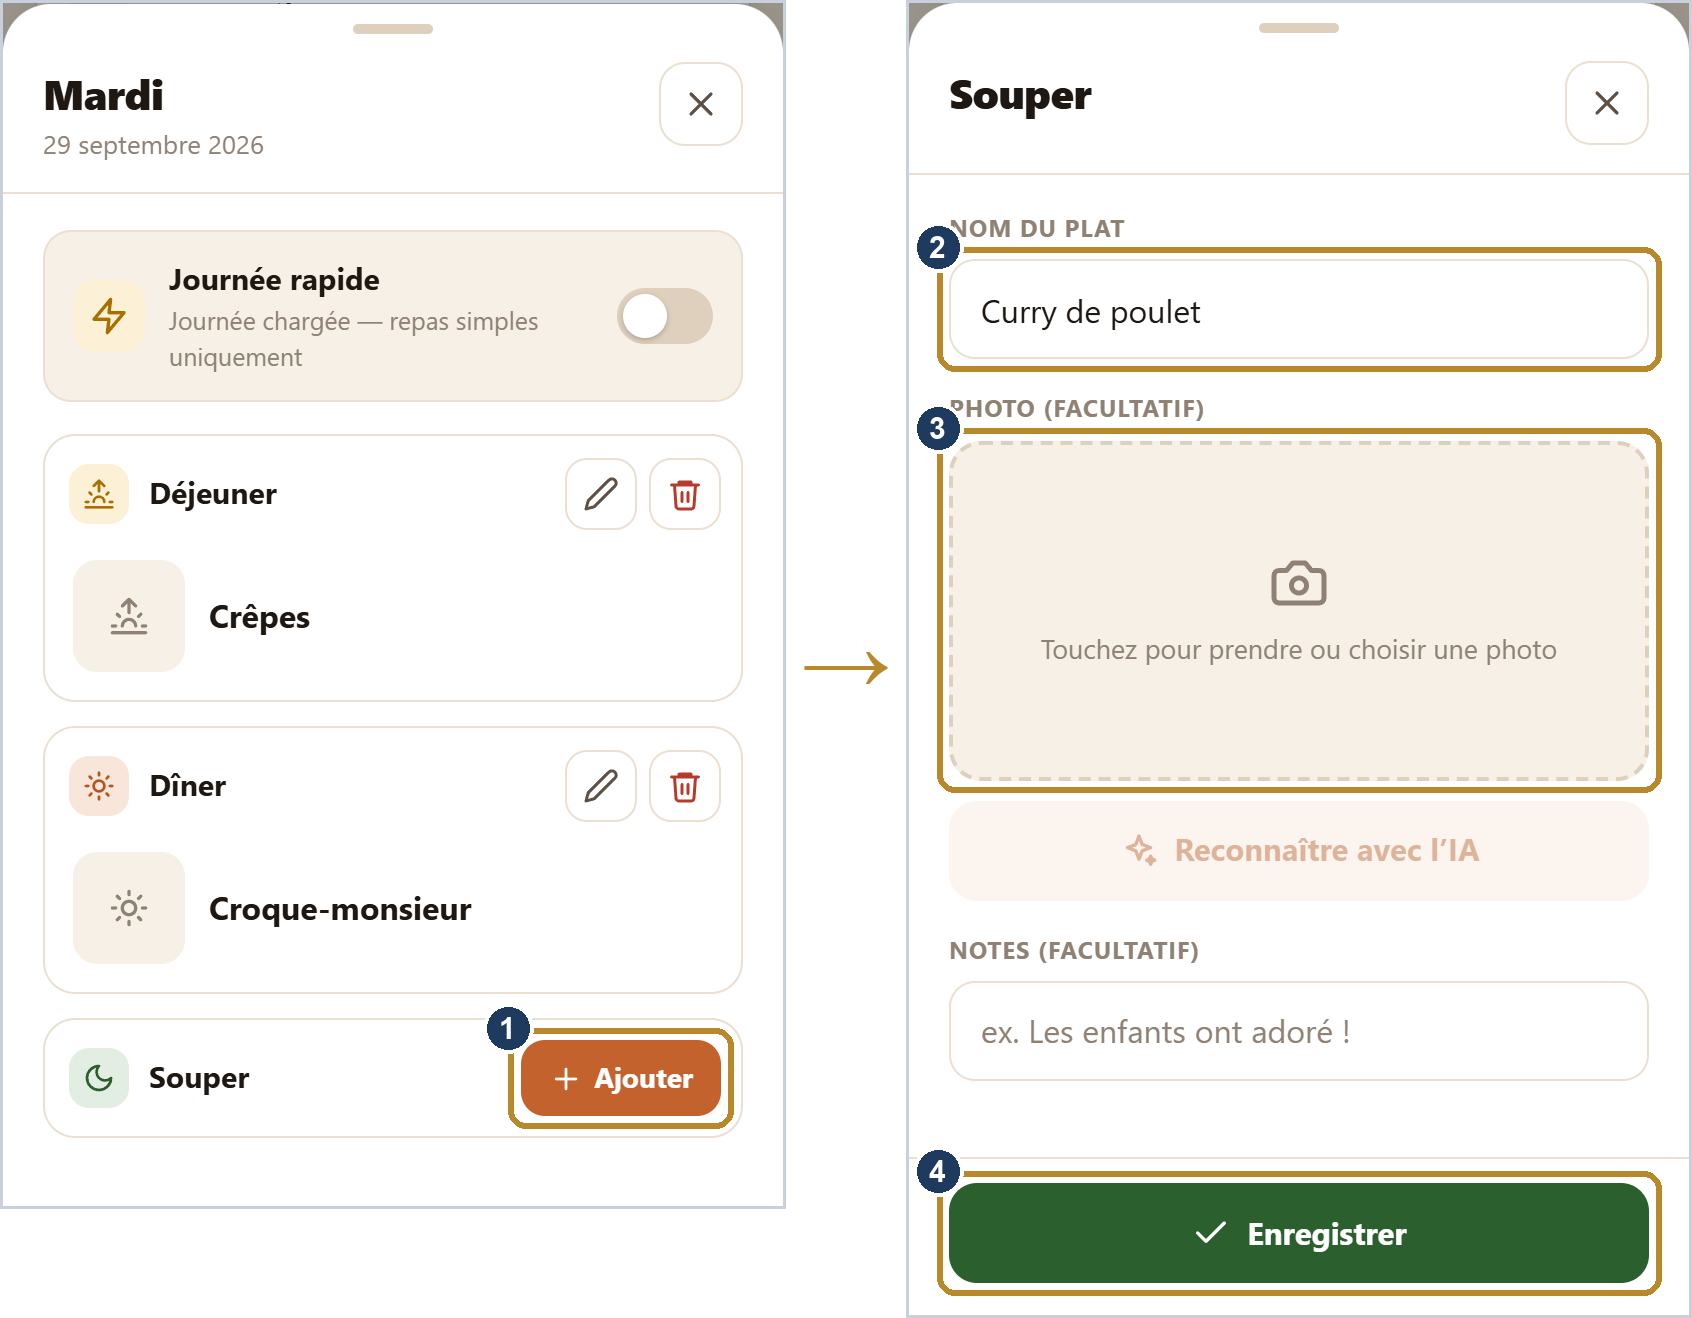 Mardi
29 septembre 2026
Journée rapide
Journée chargée — repas simples
uniquement
Déjeuner
Crêpes
Dîner
Croque-monsieur
1
Souper
Ajouter
Souper
NOM DU PLAT
2
Curry de poulet
PHOTO (FACULTATIF)
3
Touchez pour prendre ou choisir une photo
Reconnaître avec l’IA
NOTES (FACULTATIF)
ex. Les enfants ont adoré !
4
Enregistrer